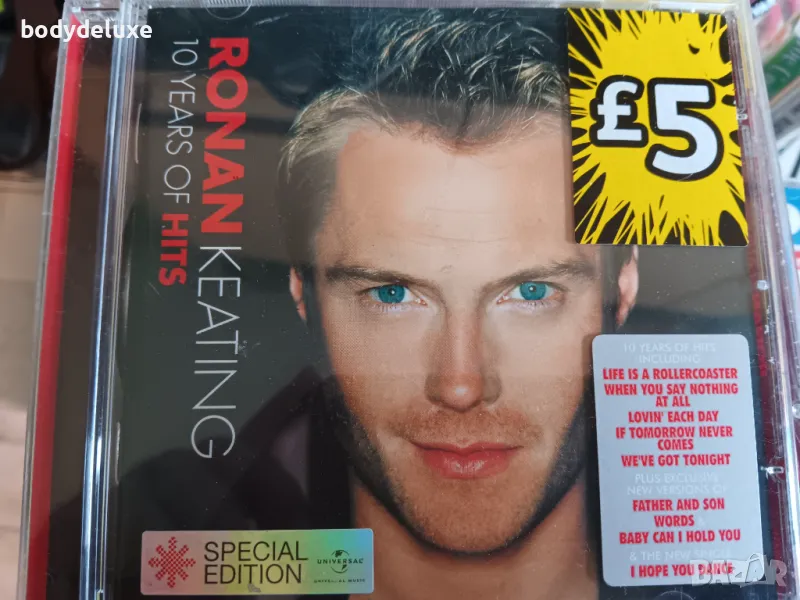 bodydeluxe
RONAN KEATING
10 YEARS OF HITS
£5
10 YEARS OF HITS
INCLUDING
LIFE IS A ROLLERCOASTER
WHEN YOU SAY NOTHING
AT ALL
LOVIN' EACH DAY
IF TOMORROW NEVER
COMES
WE'VE GOT TONIGHT
PLUS EXCLUSIVE
NEW VERSIONS OF
FATHER AND SON
WORDS &
BABY CAN I HOLD YOU
& THE NEW SINGLE
I HOPE YOU DANCE
SPECIAL
EDITION
UNIVERSAL
UNIVERSAL MUSIC
BAZAR